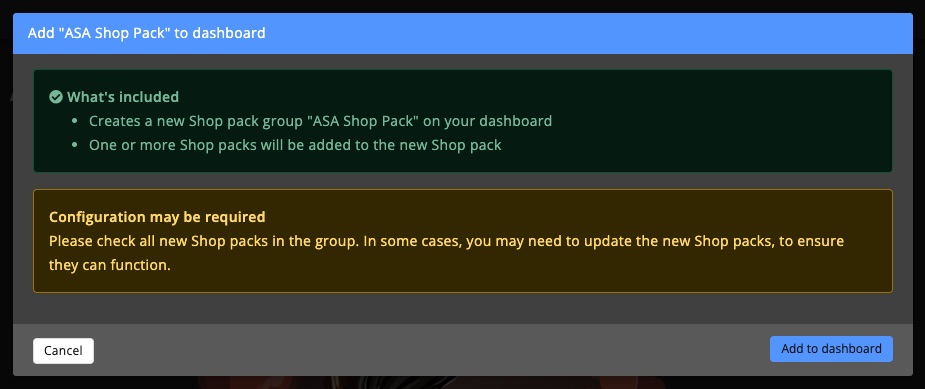 Add "ASA Shop Pack" to dashboard
What's included
Creates a new Shop pack group "ASA Shop Pack" on your dashboard
One or more Shop packs will be added to the new Shop pack
Configuration may be required
Please check all new Shop packs in the group. In some cases, you may need to update the new Shop packs, to ensure
they can function.
Cancel
Add to dashboard